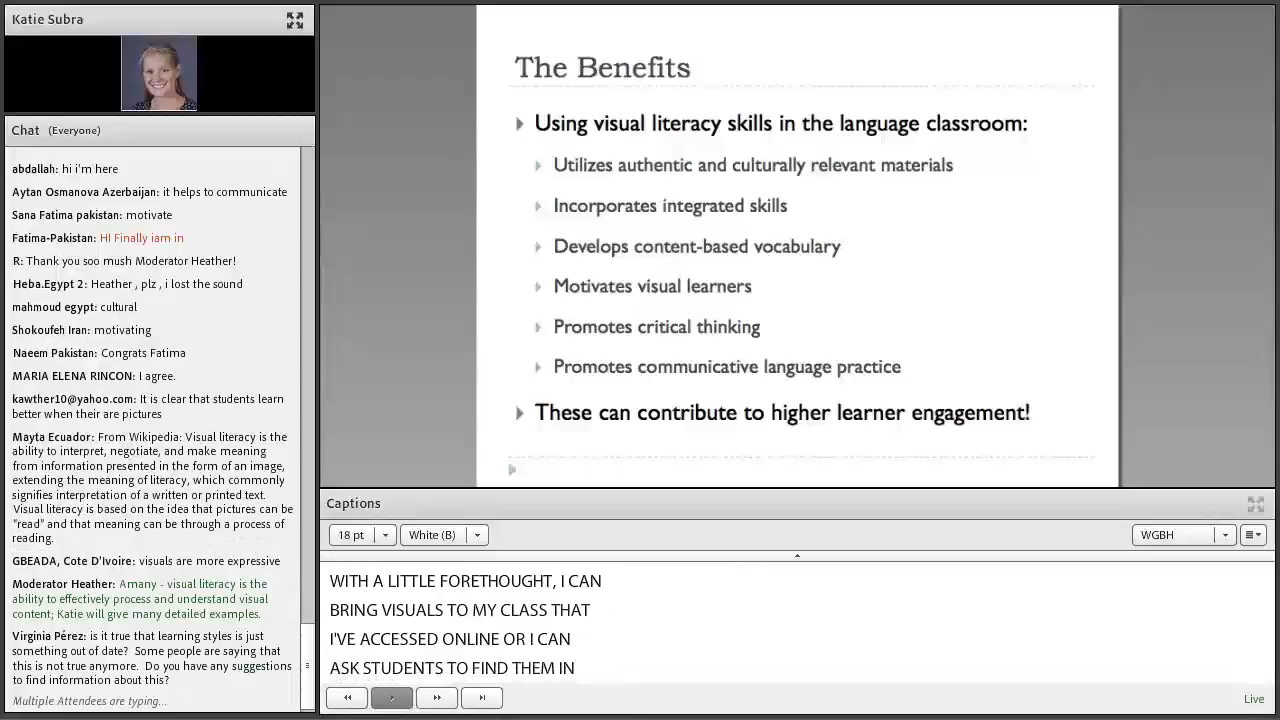 Katie Subra
Chat (Everyone)
abdallah: hi i'm here
Aytan Osmanova Azerbaijan: it helps to communicate
Sana Fatima pakistan: motivate
Fatima-Pakistan: HI Finally iam in
R: Thank you soo mush Moderator Heather!
Heba.Egypt 2: Heather , plz , i lost the sound
mahmoud egypt: cultural
Shokoufeh Iran: motivating
Naeem Pakistan: Congrats Fatima
MARIA ELENA RINCON: I agree.
kawther10@yahoo.com: It is clear that students learn
better when their are pictures
Mayta Ecuador: From Wikipedia: Visual literacy is the
ability to interpret, negotiate, and make meaning
from information presented in the form of an image,
extending the meaning of literacy, which commonly
signifies interpretation of a written or printed text.
Visual literacy is based on the idea that pictures can be
"read" and that meaning can be through a process of
reading.
GBEADA, Cote D'Ivoire: visuals are more expressive
Moderator Heather: Amany - visual literacy is the
ability to effectively process and understand visual
content; Katie will give many detailed examples.
Virginia Pérez: is it true that learning styles is just
something out of date? Some people are saying that
this is not true anymore. Do you have any suggestions
to find information about this?
Multiple Attendees are typing...
The Benefits
Using visual literacy skills in the language classroom:
Utilizes authentic and culturally relevant materials
Incorporates integrated skills
Develops content-based vocabulary
Motivates visual learners
Promotes critical thinking
Promotes communicative language practice
These can contribute to higher learner engagement!
Captions
18 pt
White (B)
WGBH
WITH A LITTLE FORETHOUGHT, I CAN
BRING VISUALS TO MY CLASS THAT
I'VE ACCESSED ONLINE OR I CAN
ASK STUDENTS TO FIND THEM IN
Live